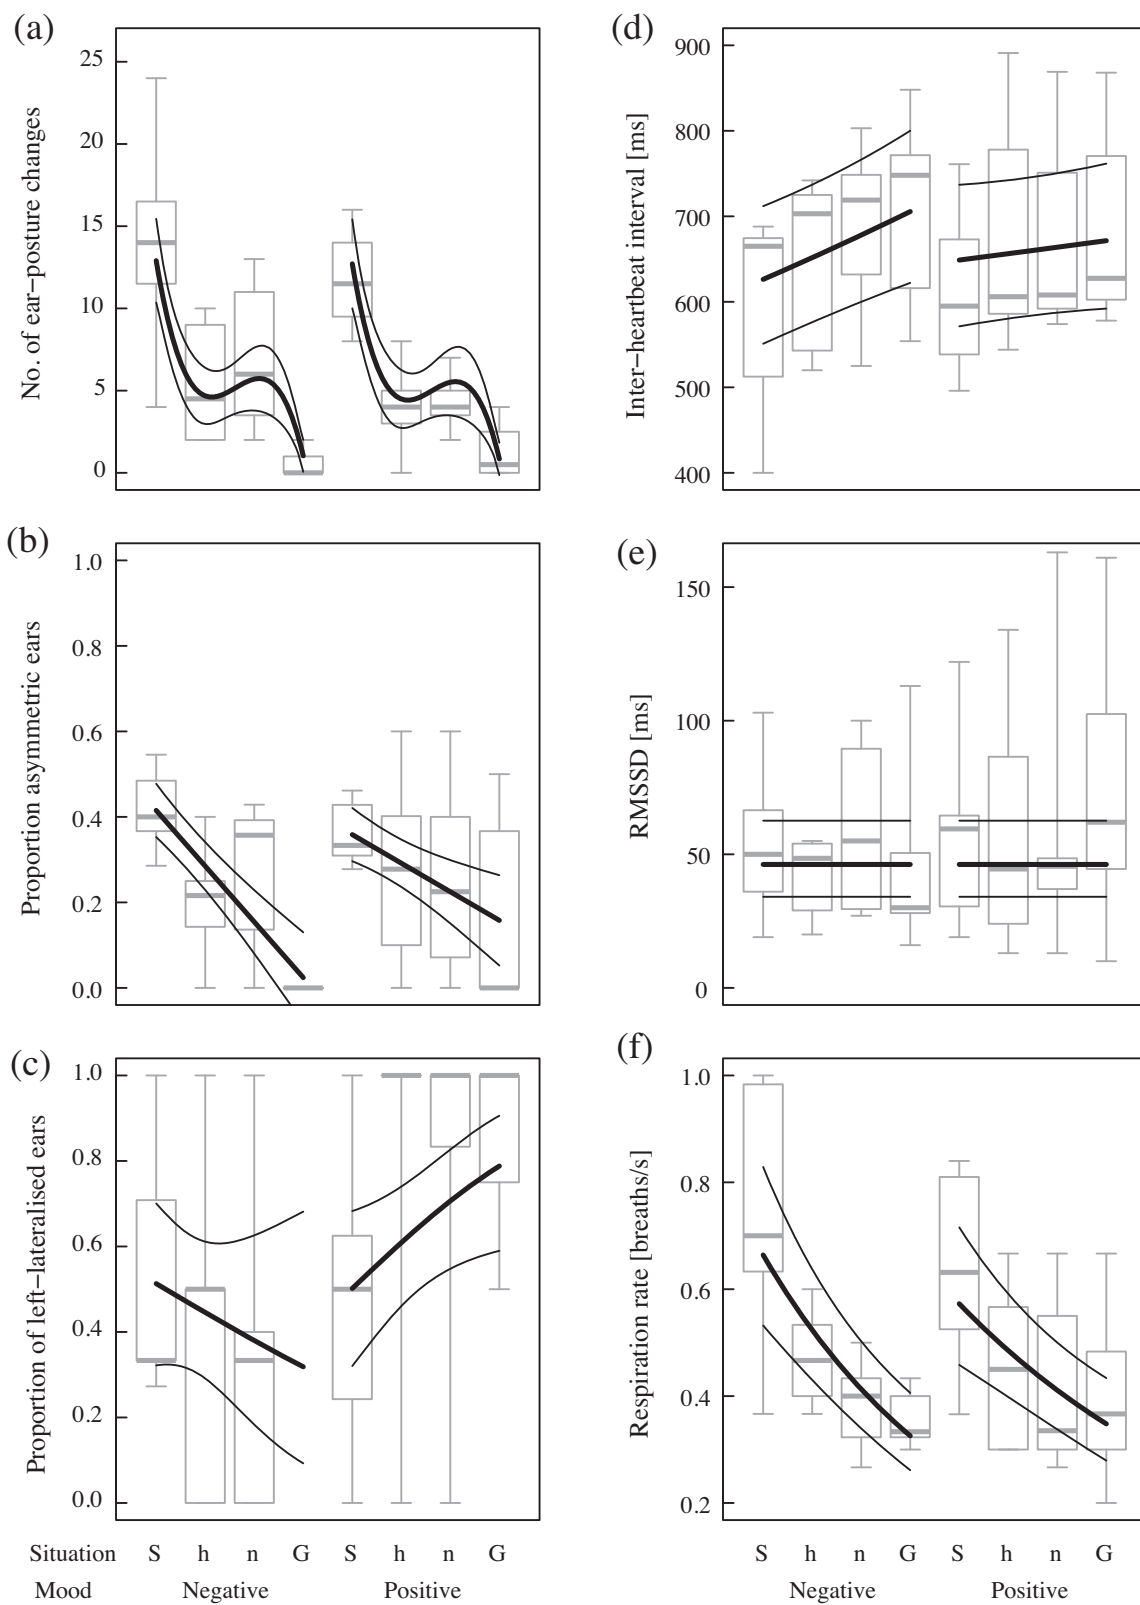 (a)
No. of ear–posture changes
25
20
15
10
5
0
(b)
Proportion asymmetric ears
1.0
0.8
0.6
0.4
0.2
0.0
(c)
Proportion of left–lateralised ears
1.0
0.8
0.6
0.4
0.2
0.0
Situation S h n G S h n G
Mood Negative Positive
(d)
Inter–heartbeat interval [ms]
900
800
700
600
500
400
(e)
RMSSD [ms]
150
100
50
0
(f)
Respiration rate [breaths/s]
1.0
0.8
0.6
0.4
0.2
S h n G S h n G
Negative Positive